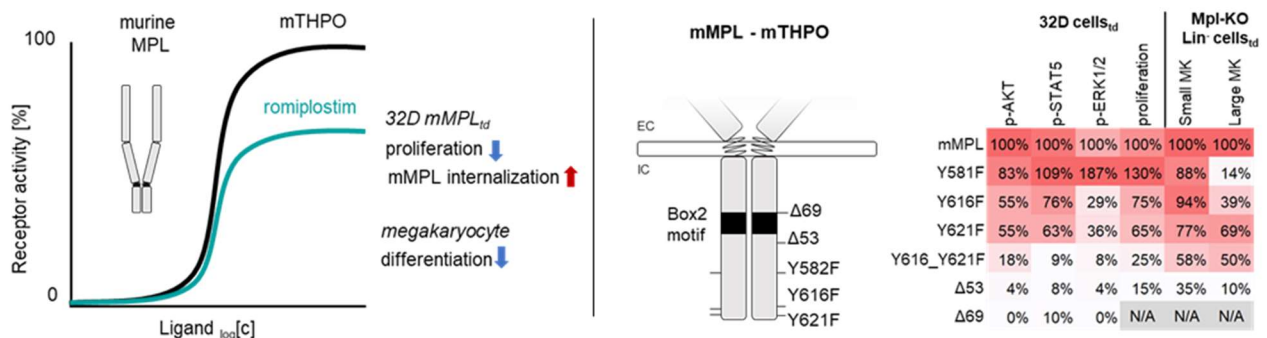 murine
MPL
mTHPO
romiplostim
100
0
Receptor activity [%]
Ligand log[c]
32D mMPLtd
proliferation
mMPL internalization
megakaryocyte
differentiation
mMPL - mTHPO
EC
IC
Box2
motif
Δ69
Δ53
Y582F
Y616F
Y621F
32D cellstd
Mpl-KO
Lin- cellstd
p-AKT
p-STAT5
p-ERK1/2
proliferation
Small MK
Large MK
mMPL 100% 100% 100% 100% 100% 100%
Y581F 83% 109% 187% 130% 88% 14%
Y616F 55% 76% 29% 75% 94% 39%
Y621F 55% 63% 36% 65% 77% 69%
Y616_Y621F 18% 9% 8% 25% 58% 50%
Δ53 4% 8% 4% 15% 35% 10%
Δ69 0% 10% 0% N/A N/A N/A